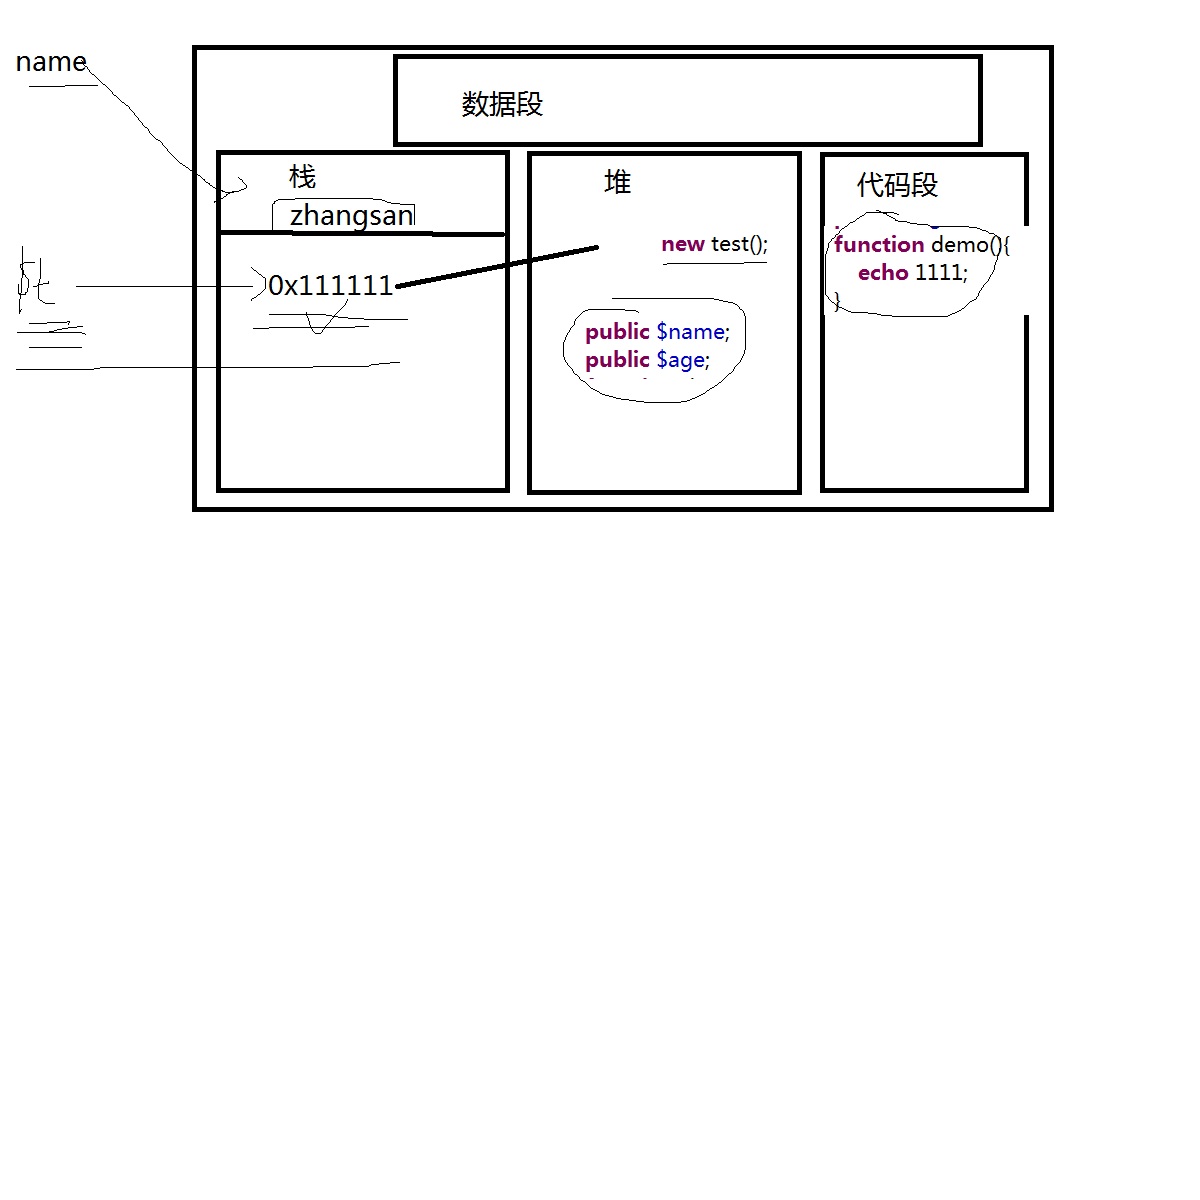 name
数据段
栈
zhangsan
0x111111
堆
new test();
public $name;
public $age;
代码段
function demo(){
echo 1111;
}